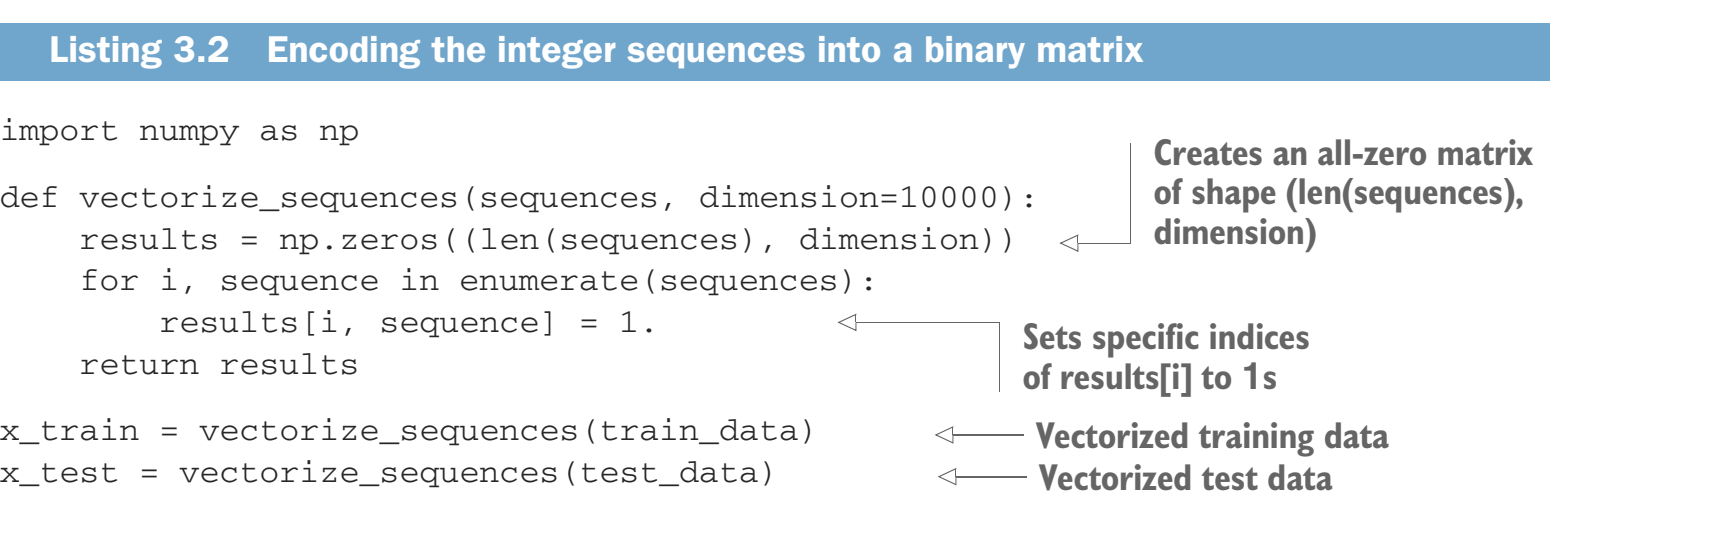 Listing 3.2 Encoding the integer sequences into a binary matrix
import numpy as np
def vectorize_sequences(sequences, dimension=10000):
    results = np.zeros((len(sequences), dimension))
    for i, sequence in enumerate(sequences):
        results[i, sequence] = 1.
    return results
Creates an all-zero matrix
of shape (len(sequences),
dimension)
Sets specific indices
of results[i] to 1s
x_train = vectorize_sequences(train_data)
Vectorized training data
x_test = vectorize_sequences(test_data)
Vectorized test data